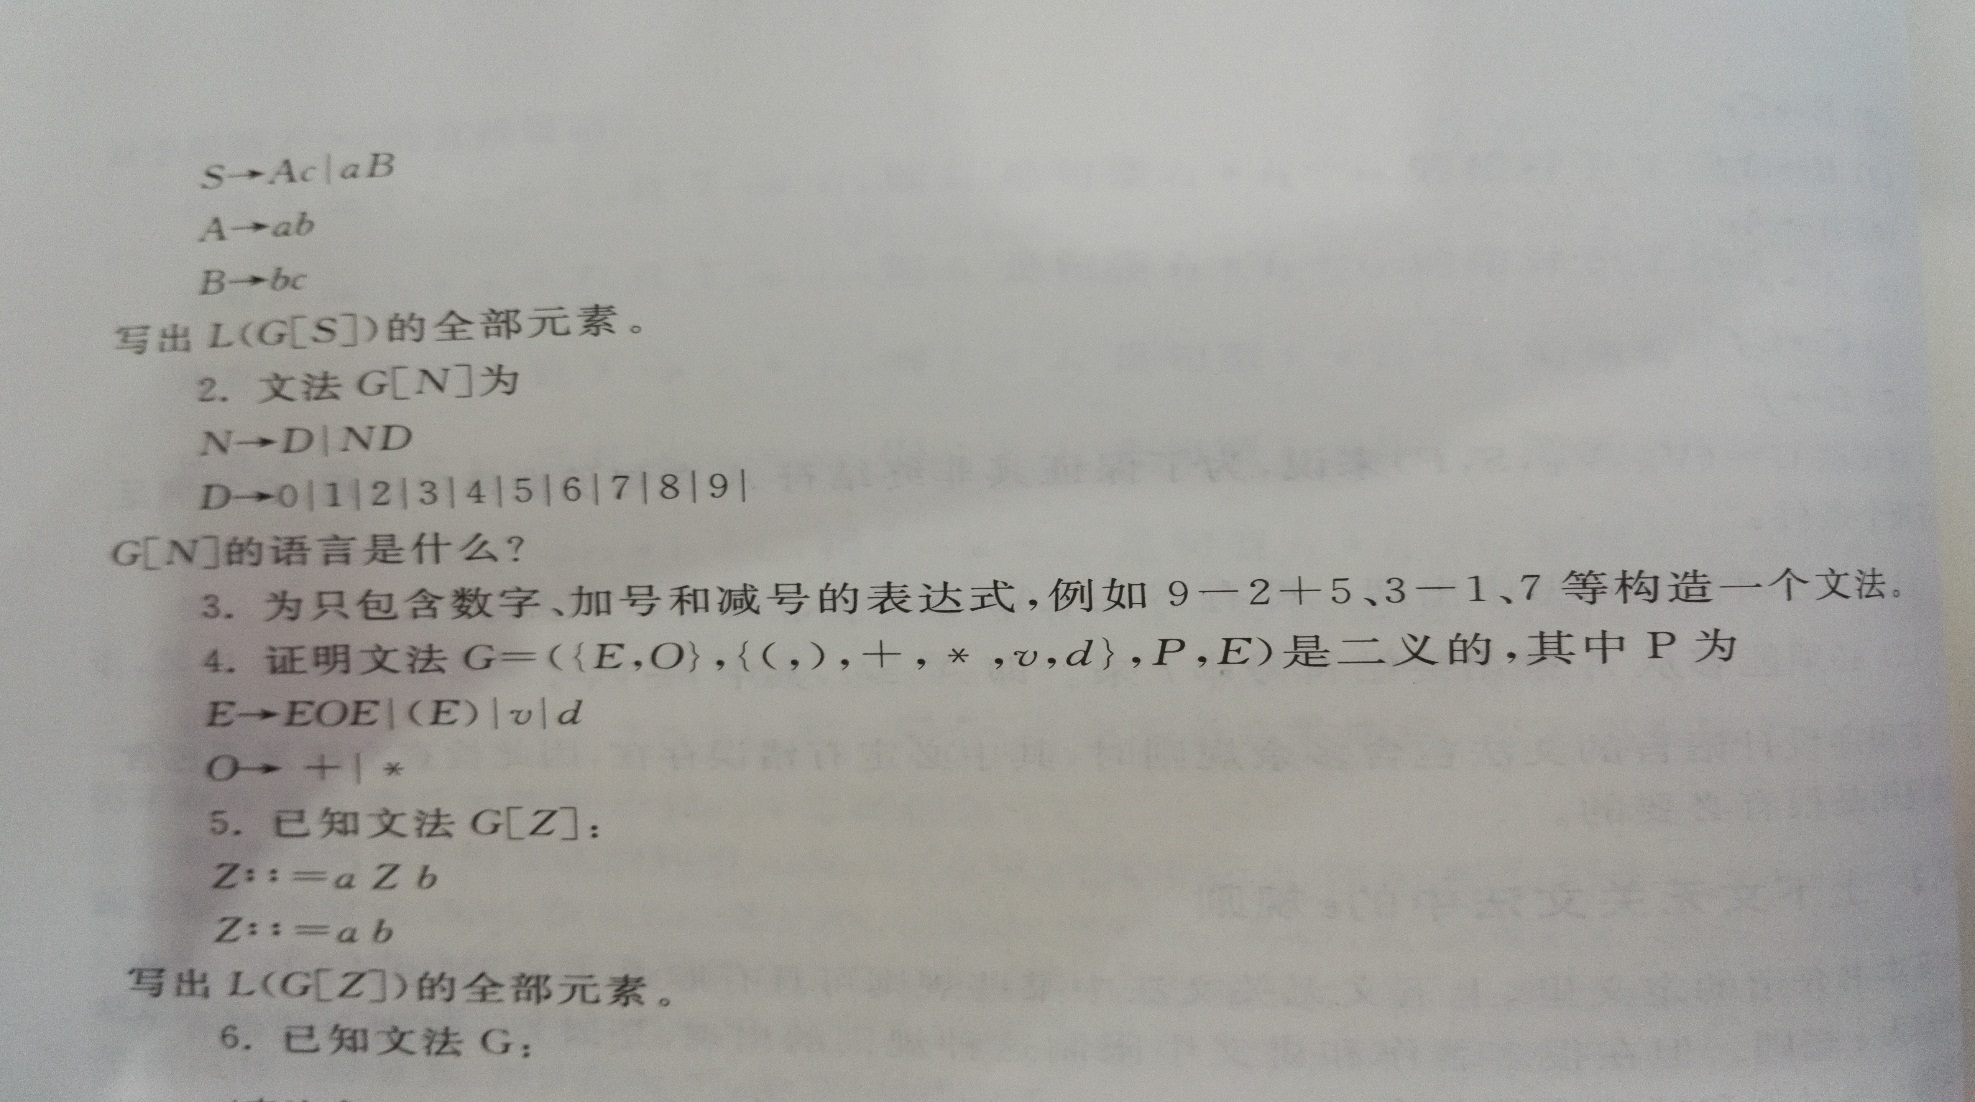 S→Ac|aB
A→ab
B→bc
写出 L(G[S])的全部元素。
2. 文法 G[N]为
N→D|ND
D→0|1|2|3|4|5|6|7|8|9|
G[N]的语言是什么?
3. 为只包含数字、加号和减号的表达式,例如 9-2+5、3-1、7 等构造一个文法。
4. 证明文法 G=({E,O},{(,),+,*,v,d},P,E)是二义的,其中 P 为
E→EOE|(E)|v|d
O→+|*
5. 已知文法 G[Z]:
Z::=a Z b
Z::=a b
写出 L(G[Z])的全部元素。
6. 已知文法 G: